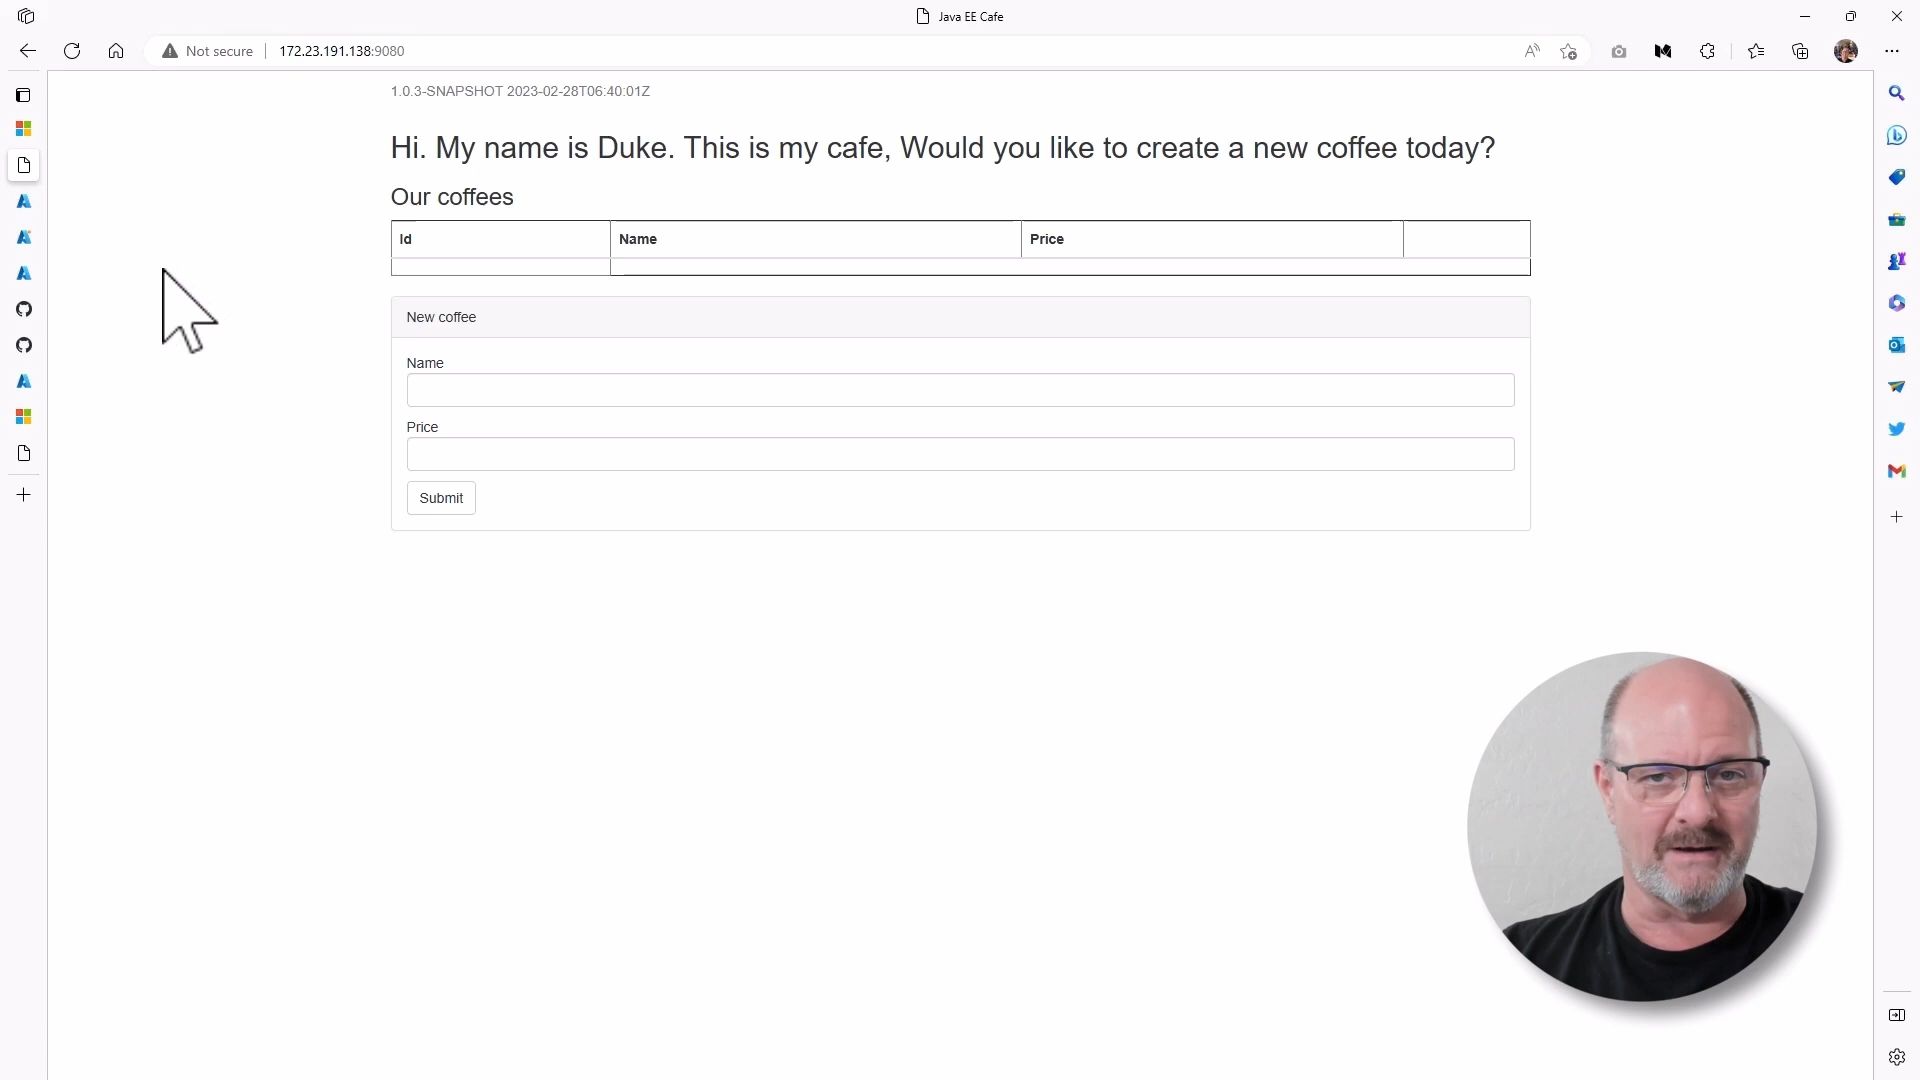 Java EE Cafe
Not secure
172.23.191.138:9080
1.0.3-SNAPSHOT 2023-02-28T06:40:01Z
Hi. My name is Duke. This is my cafe, Would you like to create a new coffee today?
Our coffees
Id Name Price
New coffee
Name
Price
Submit